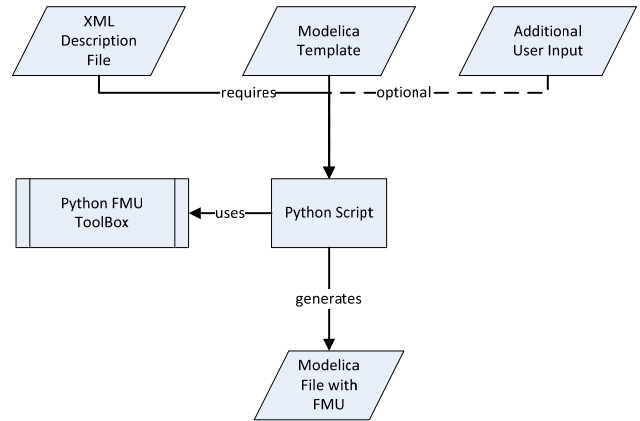 XML
Description
File
Modelica
Template
Additional
User Input
requires
optional
Python FMU
ToolBox
uses
Python Script
generates
Modelica
File with
FMU